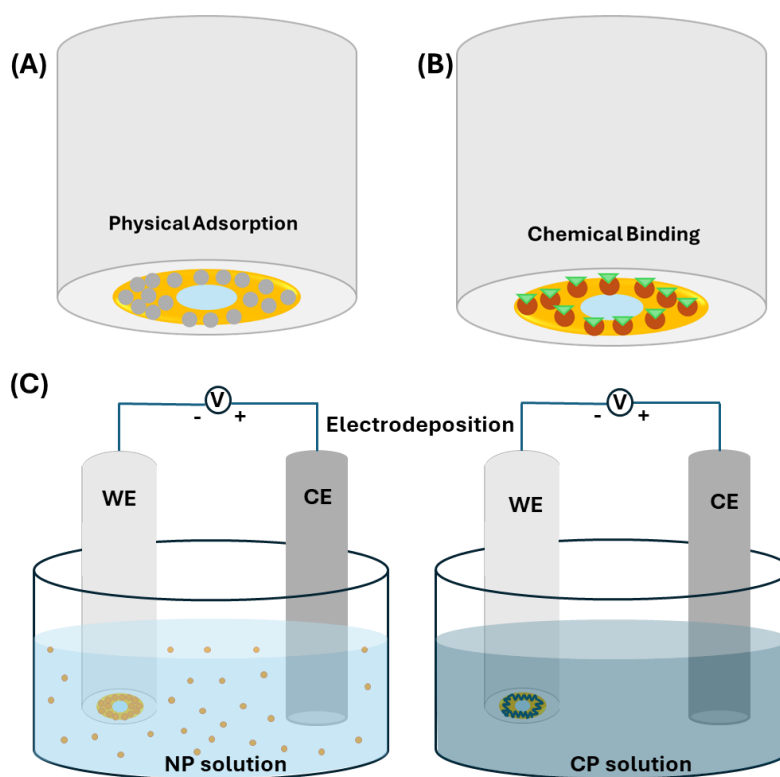 (A)
(B)
Physical Adsorption
Chemical Binding
(C)
V
- +
Electrodeposition
V
- +
WE
CE
WE
CE
NP solution
CP solution